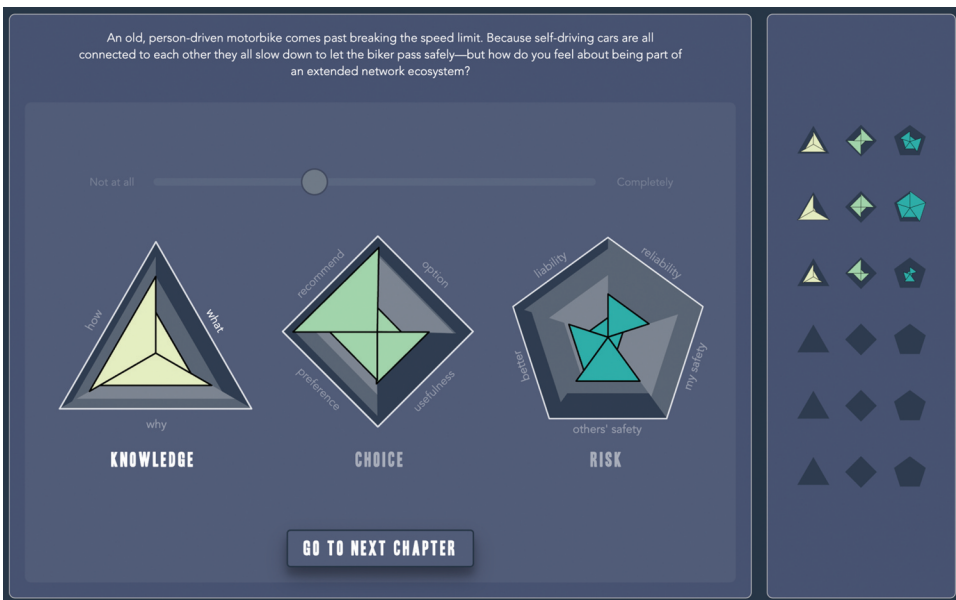 An old, person-driven motorbike comes past breaking the speed limit. Because self-driving cars are all
connected to each other they all slow down to let the biker pass safely—but how do you feel about being part of
an extended network ecosystem?
Not at all
Completely
how
what
why
KNOWLEDGE
recommend
option
preference
usefulness
CHOICE
liability
reliability
better
my safety
others' safety
RISK
GO TO NEXT CHAPTER